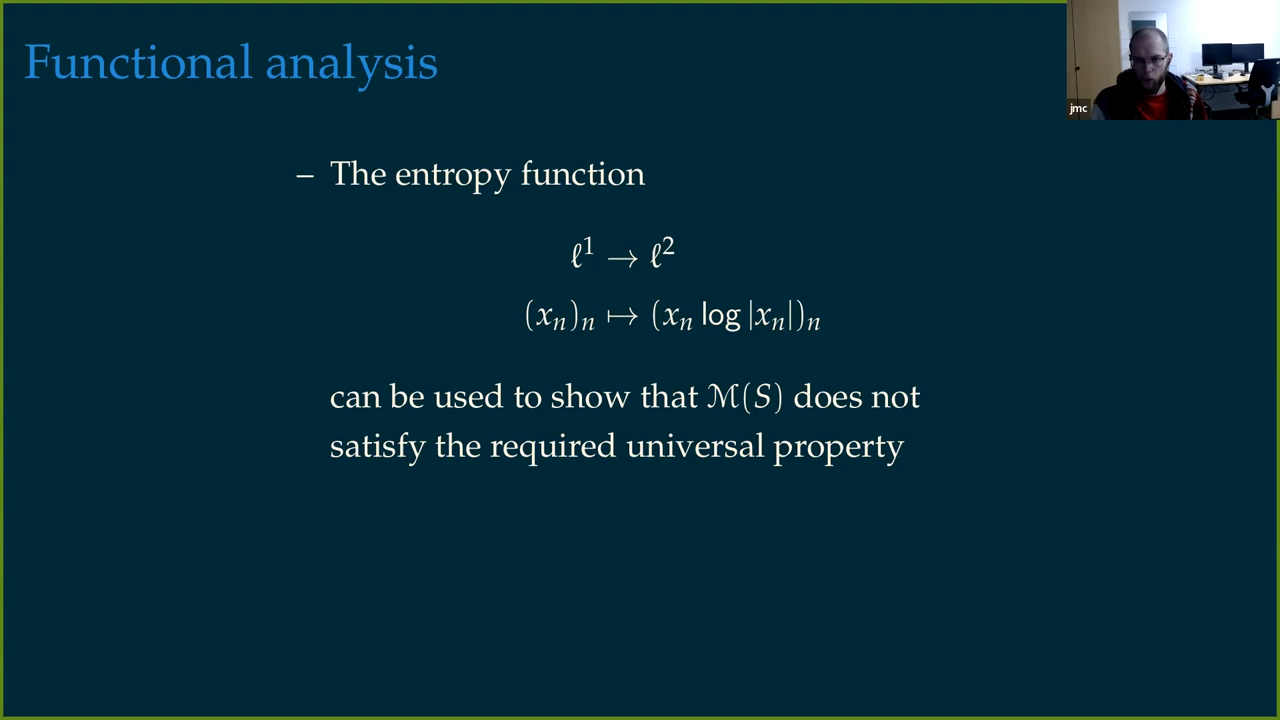 Functional analysis
jmc
– The entropy function
ℓ¹ → ℓ²
(xₙ)ₙ ↦ (xₙ log |xₙ|)ₙ
can be used to show that ℳ(S) does not
satisfy the required universal property